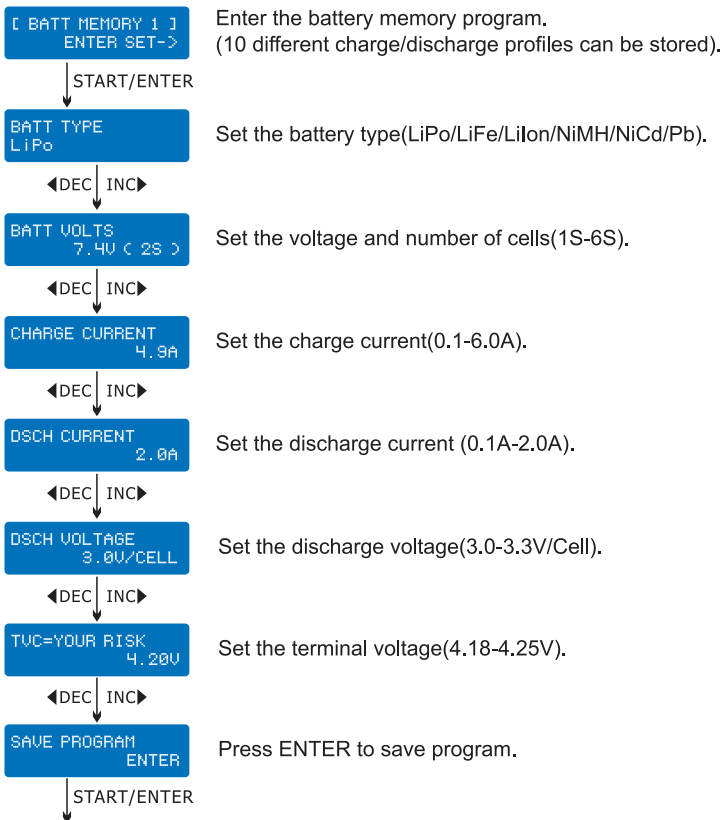 [ BATT MEMORY 1 ]
ENTER SET->
Enter the battery memory program.
(10 different charge/discharge profiles can be stored).
START/ENTER
BATT TYPE
LiPo
Set the battery type(LiPo/LiFe/LiIon/NiMH/NiCd/Pb).
◀DEC INC▶
BATT VOLTS
7.4V ( 2S )
Set the voltage and number of cells(1S-6S).
◀DEC INC▶
CHARGE CURRENT
4.9A
Set the charge current(0.1-6.0A).
◀DEC INC▶
DSCH CURRENT
2.0A
Set the discharge current (0.1A-2.0A).
◀DEC INC▶
DSCH VOLTAGE
3.0V/CELL
Set the discharge voltage(3.0-3.3V/Cell).
◀DEC INC▶
TVC=YOUR RISK
4.20V
Set the terminal voltage(4.18-4.25V).
◀DEC INC▶
SAVE PROGRAM
ENTER
Press ENTER to save program.
START/ENTER